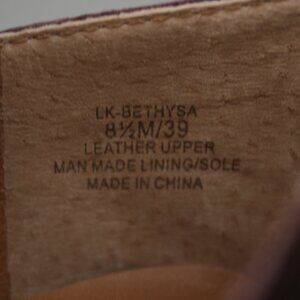 LK-BETHYSA
8½M/39
LEATHER UPPER
MAN MADE LINING/SOLE
MADE IN CHINA